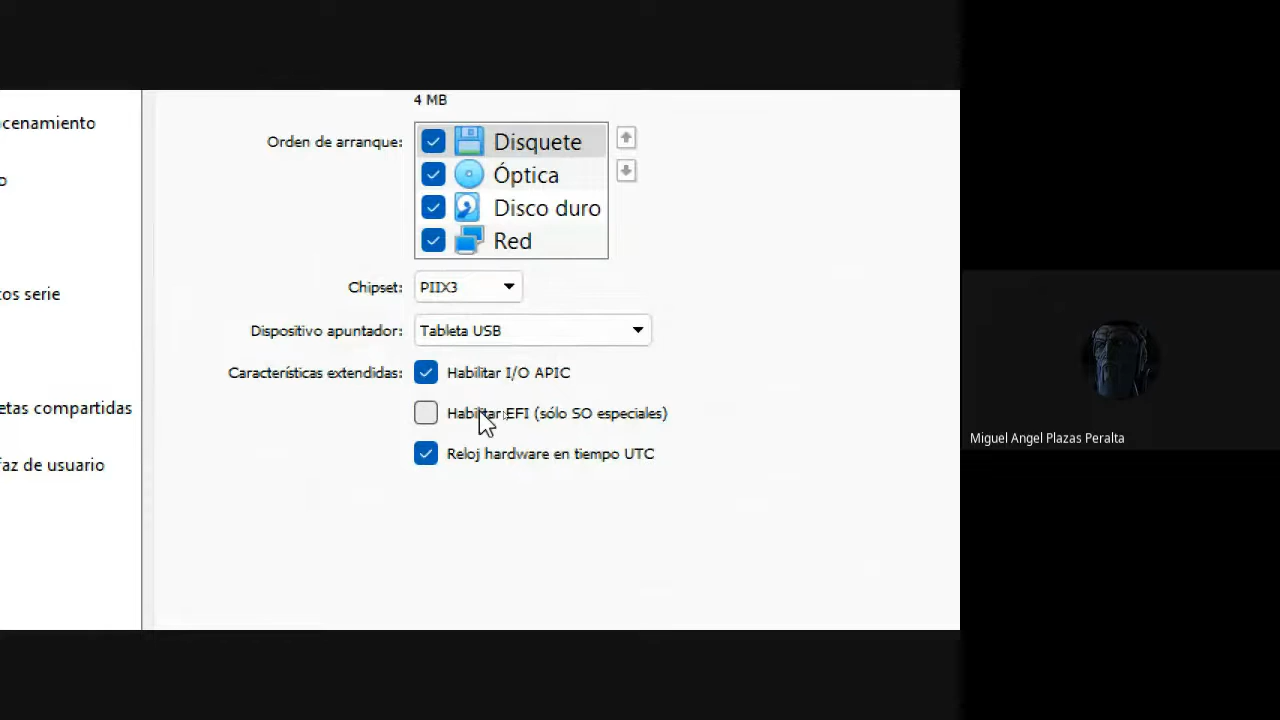 4 MB
cenamiento
Orden de arranque:
Disquete
Óptica
Disco duro
Red
o
Chipset: PIIX3
os serie
Dispositivo apuntador: Tableta USB
Características extendidas: Habilitar I/O APIC
etas compartidas
Habilitar EFI (sólo SO especiales)
faz de usuario
Reloj hardware en tiempo UTC
Miguel Angel Plazas Peralta